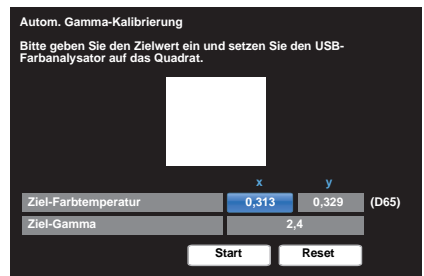 Autom. Gamma-Kalibrierung
Bitte geben Sie den Zielwert ein und setzen Sie den USB-
Farbanalysator auf das Quadrat.
x y
Ziel-Farbtemperatur 0,313 0,329 (D65)
Ziel-Gamma 2,4
Start Reset